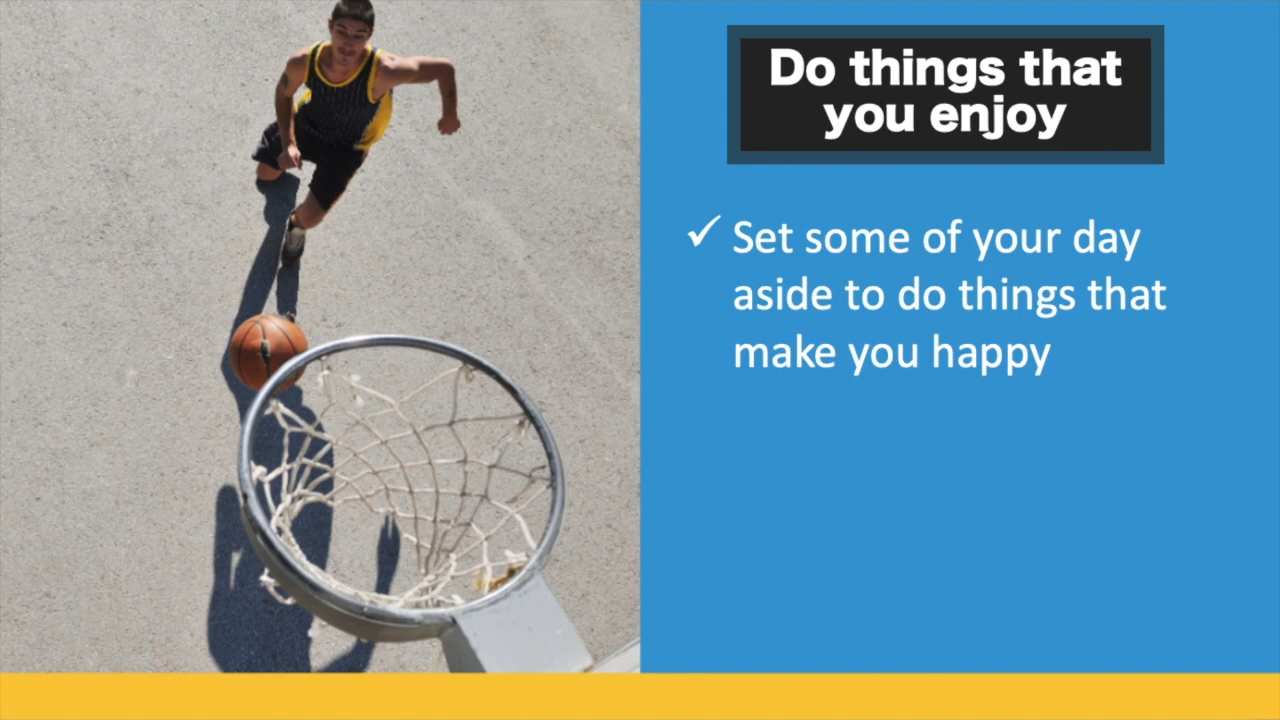 Do things that
you enjoy
✓ Set some of your day
aside to do things that
make you happy